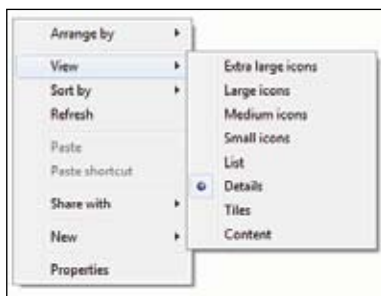 Arrange by
View
Sort by
Refresh
Paste
Paste shortcut
Share with
New
Properties
Extra large icons
Large icons
Medium icons
Small icons
List
Details
Tiles
Content